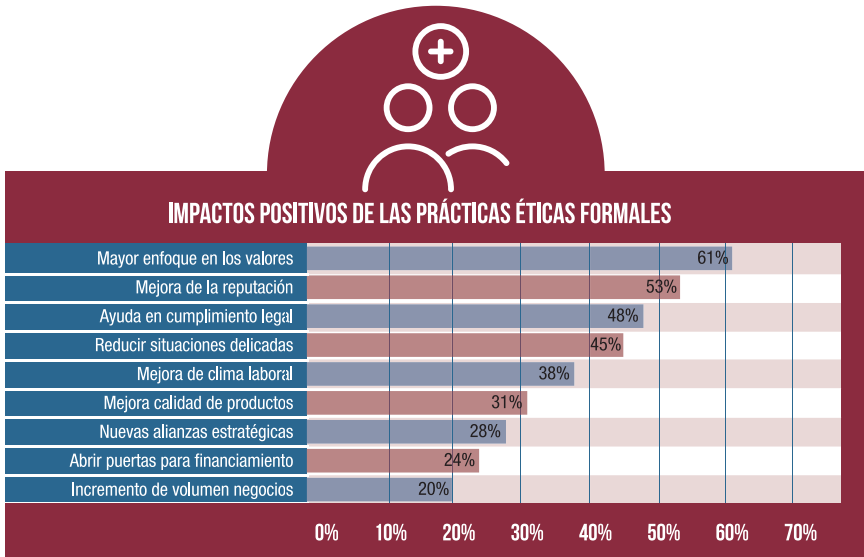 IMPACTOS POSITIVOS DE LAS PRÁCTICAS ÉTICAS FORMALES
Mayor enfoque en los valores 61%
Mejora de la reputación 53%
Ayuda en cumplimiento legal 48%
Reducir situaciones delicadas 45%
Mejora de clima laboral 38%
Mejora calidad de productos 31%
Nuevas alianzas estratégicas 28%
Abrir puertas para financiamiento 24%
Incremento de volumen negocios 20%
0% 10% 20% 30% 40% 50% 60% 70%